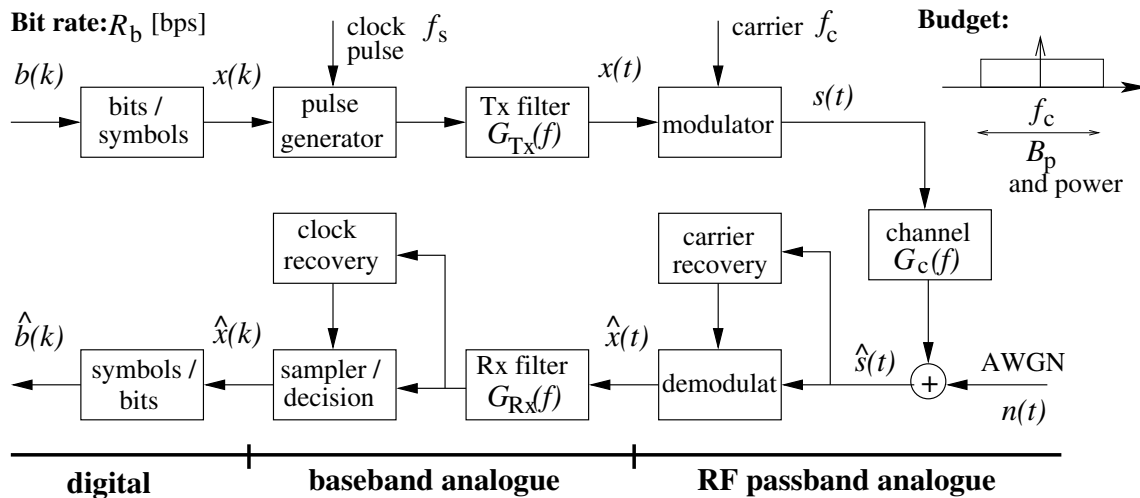 Bit rate: R_b [bps]
clock f_s
pulse
carrier f_c
Budget:
b(k)
x(k)
x(t)
s(t)
bits /
symbols
pulse
generator
Tx filter
G_Tx(f)
modulator
f_c
B_p
and power
clock
recovery
carrier
recovery
channel
G_c(f)
b̂(k)
x̂(k)
x̂(t)
ŝ(t)
AWGN
n(t)
symbols /
bits
sampler /
decision
Rx filter
G_Rx(f)
demodulat
+
digital
baseband analogue
RF passband analogue